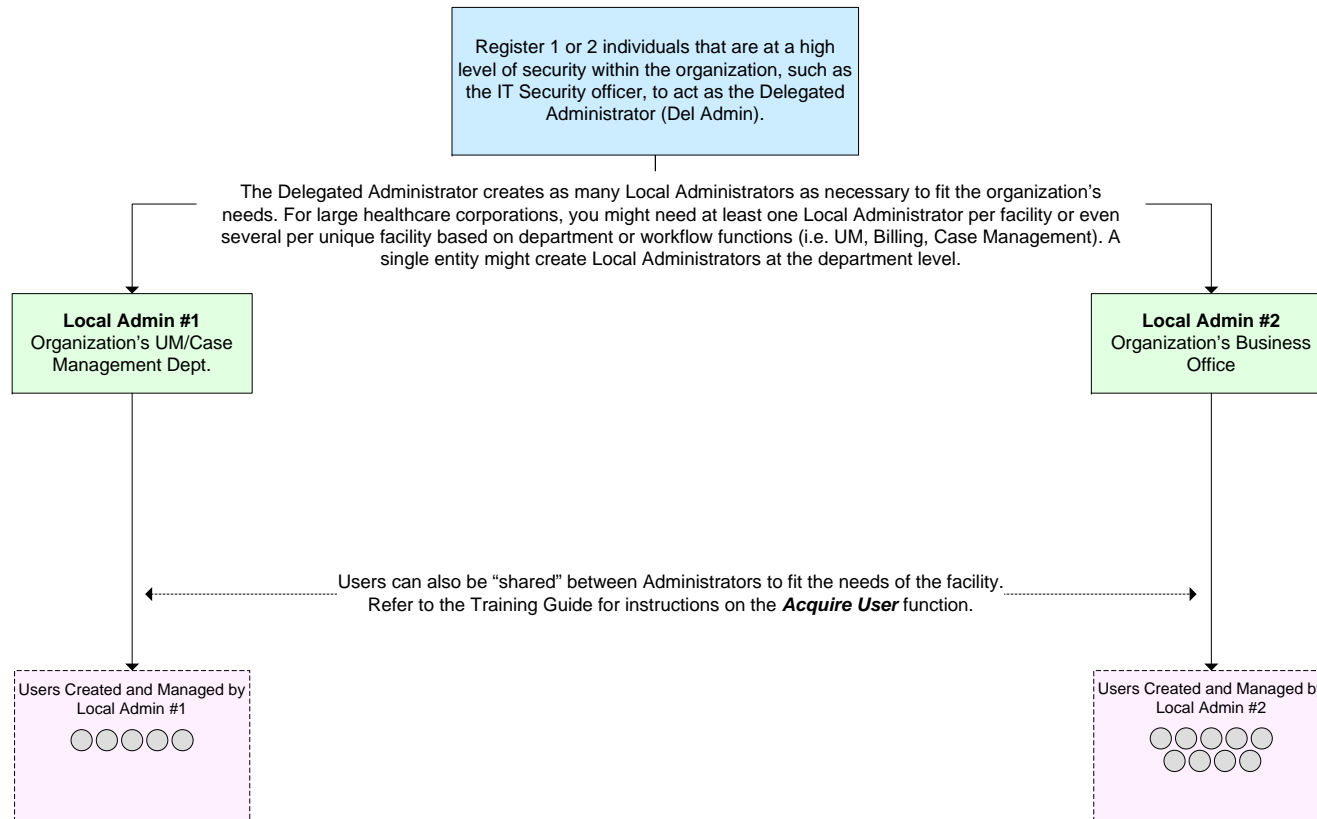 Register 1 or 2 individuals that are at a high
level of security within the organization, such as
the IT Security officer, to act as the Delegated
Administrator (Del Admin).
The Delegated Administrator creates as many Local Administrators as necessary to fit the organization’s
needs. For large healthcare corporations, you might need at least one Local Administrator per facility or even
several per unique facility based on department or workflow functions (i.e. UM, Billing, Case Management). A
single entity might create Local Administrators at the department level.
Local Admin #1
Organization’s UM/Case
Management Dept.
Local Admin #2
Organization’s Business
Office
Users can also be “shared” between Administrators to fit the needs of the facility.
Refer to the Training Guide for instructions on the Acquire User function.
Users Created and Managed by
Local Admin #1
Users Created and Managed by
Local Admin #2